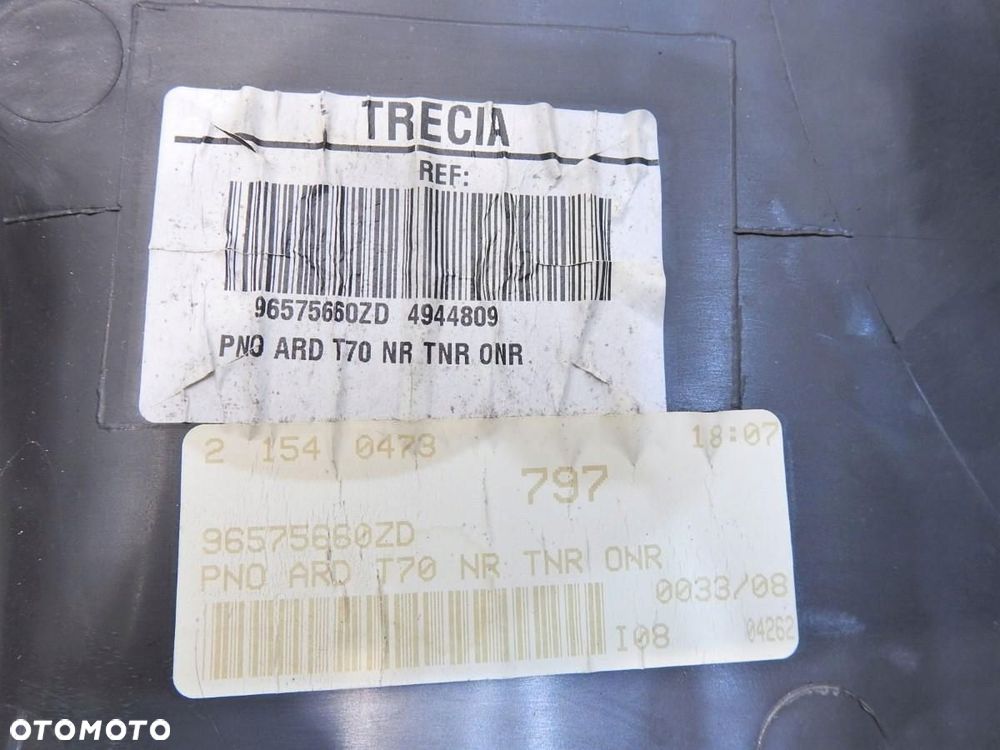 TRECIA
REF:
96575660ZD 4944809
PNO ARD T70 NR TNR ONR
2 154 0473 18:07
797
96575660ZD
PNO ARD T70 NR TNR ONR
0033/08
I08 04262
OTOMOTO